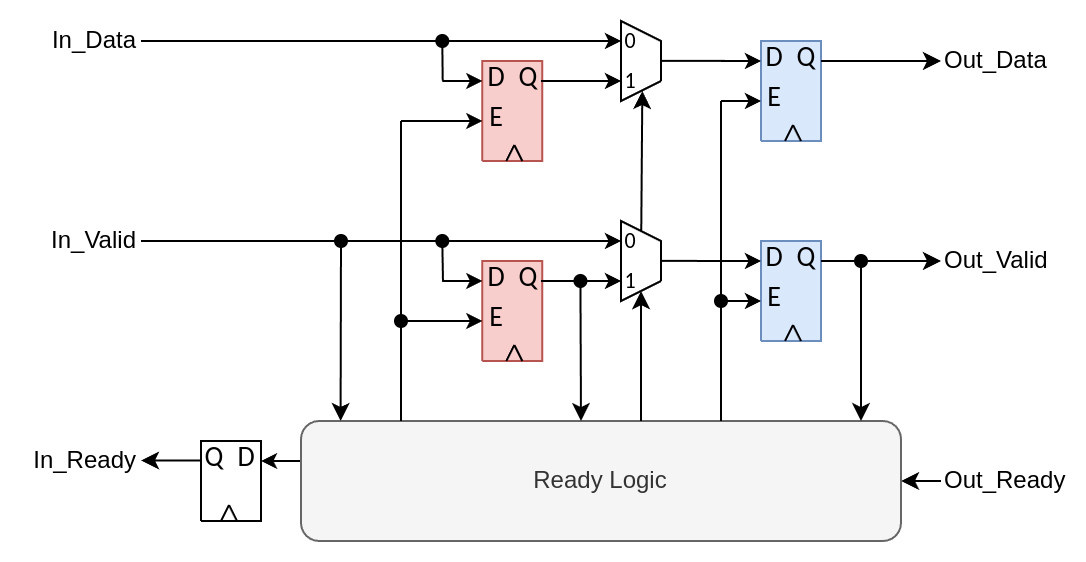 In_Data
0
1
D Q
E
D Q
E
Out_Data
In_Valid
0
1
D Q
E
D Q
E
Out_Valid
In_Ready
Q D
Ready Logic
Out_Ready